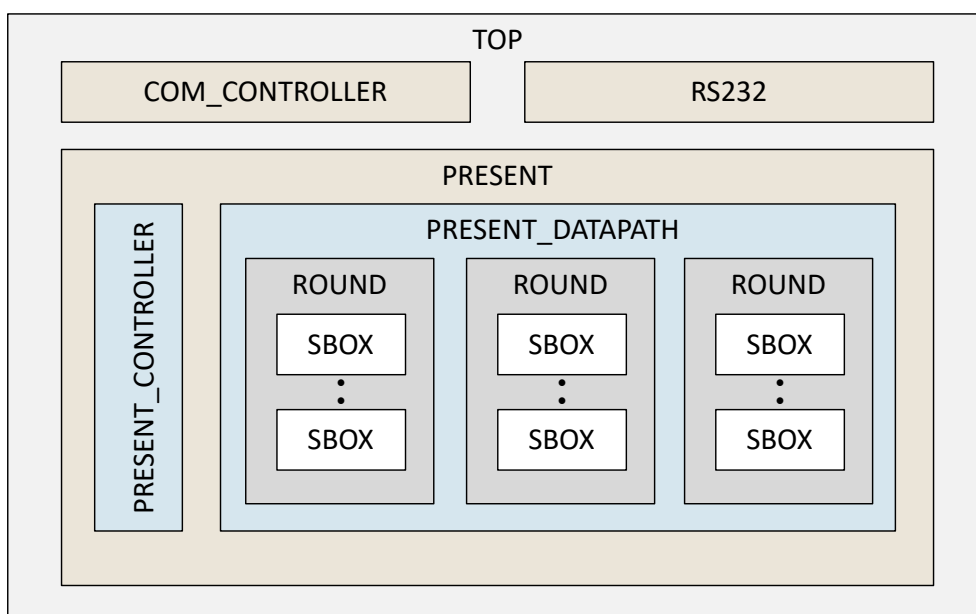 TOP
COM_CONTROLLER
RS232
PRESENT
PRESENT_CONTROLLER
PRESENT_DATAPATH
ROUND
SBOX
SBOX
ROUND
SBOX
SBOX
ROUND
SBOX
SBOX